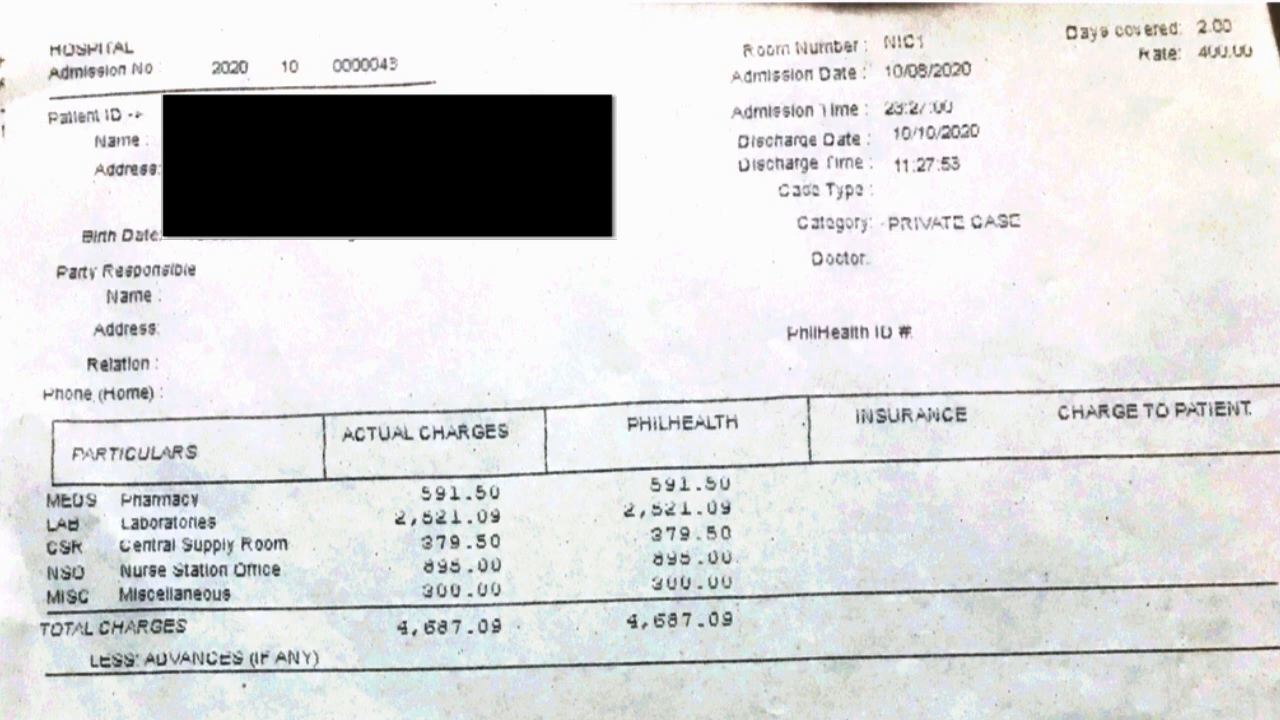 HOSPITAL
Admission No 2020 10 0000043
Patient ID ->
Name :
Address:
Birth Date:
Party Responsible
Name :
Address:
Relation :
Phone (Home) :
Room Number : NIC1
Admission Date : 10/08/2020
Admission Time : 23:27:00
Discharge Date : 10/10/2020
Discharge Time : 11:27:53
Case Type :
Category: PRIVATE CASE
Doctor:
PhilHealth ID #:
Days covered: 2.00
Rate: 400.00
PARTICULARS ACTUAL CHARGES PHILHEALTH INSURANCE CHARGE TO PATIENT
MEDS Pharmacy 591.50 591.50
LAB Laboratories 2,521.09 2,521.09
CSR Central Supply Room 379.50 379.50
NSO Nurse Station Office 895.00 895.00
MISC Miscellaneous 300.00 300.00
TOTAL CHARGES 4,687.09 4,687.09
LESS: ADVANCES (IF ANY)